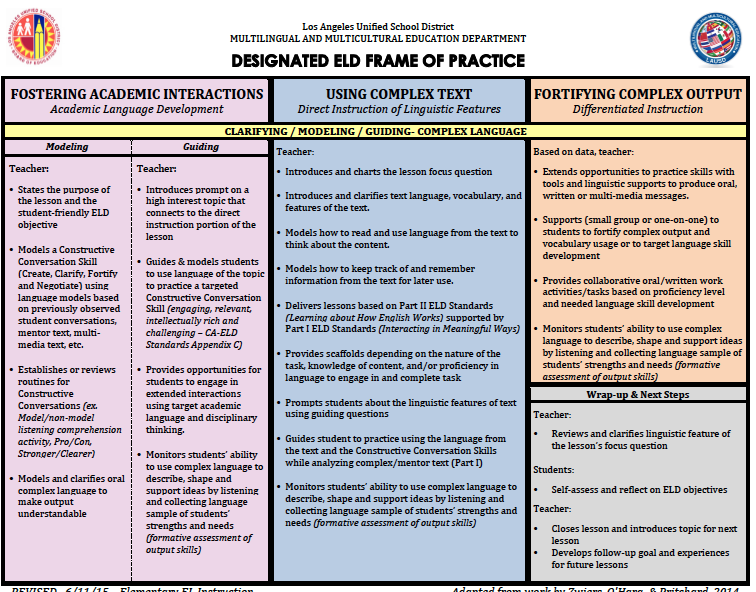 Los Angeles Unified School District
MULTILINGUAL AND MULTICULTURAL EDUCATION DEPARTMENT
DESIGNATED ELD FRAME OF PRACTICE
FOSTERING ACADEMIC INTERACTIONS
Academic Language Development
USING COMPLEX TEXT
Direct Instruction of Linguistic Features
FORTIFYING COMPLEX OUTPUT
Differentiated Instruction
CLARIFYING / MODELING / GUIDING- COMPLEX LANGUAGE
Modeling
Teacher:
• States the purpose of
the lesson and the
student-friendly ELD
objective
• Models a Constructive
Conversation Skill
(Create, Clarify, Fortify
and Negotiate) using
language models based
on previously observed
student conversations,
mentor text, multi-
media text, etc.
• Establishes or reviews
routines for
Constructive
Conversations (ex.
Model/non-model
listening comprehension
activity, Pro/Con,
Stronger/Clearer)
• Models and clarifies oral
complex language to
make output
understandable
Guiding
Teacher:
• Introduces prompt on a
high interest topic that
connects to the direct
instruction portion of the
lesson
• Guides & models students
to use language of the topic
to practice a targeted
Constructive Conversation
Skill (engaging, relevant,
intellectually rich and
challenging – CA-ELD
Standards Appendix C)
• Provides opportunities for
students to engage in
extended interactions
using target academic
language and disciplinary
thinking.
• Monitors students’ ability
to use complex language to
describe, shape and
support ideas by listening
and collecting language
sample of students’
strengths and needs
(formative assessment of
output skills)
Teacher:
• Introduces and charts the lesson focus question
• Introduces and clarifies text language, vocabulary, and
features of the text.
• Models how to read and use language from the text to
think about the content.
• Models how to keep track of and remember
information from the text for later use.
• Delivers lessons based on Part II ELD Standards
(Learning about How English Works) supported by
Part I ELD Standards (Interacting in Meaningful Ways)
• Provides scaffolds depending on the nature of the
task, knowledge of content, and/or proficiency in
language to engage in and complete task
• Prompts students about the linguistic features of text
using guiding questions
• Guides student to practice using the language from
the text and the Constructive Conversation Skills
while analyzing complex/mentor text (Part I)
• Monitors students’ ability to use complex language to
describe, shape and support ideas by listening and
collecting language sample of students’ strengths and
needs (formative assessment of output skills)
Based on data, teacher:
• Extends opportunities to practice skills with
tools and linguistic supports to produce oral,
written or multi-media messages.
• Supports (small group or one-on-one) to
students to fortify complex output and
vocabulary usage or to target language skill
development
• Provides collaborative oral/written work
activities/tasks based on proficiency level
and needed language skill development
• Monitors students’ ability to use complex
language to describe, shape and support ideas
by listening and collecting language sample of
students’ strengths and needs (formative
assessment of output skills)
Wrap-up & Next Steps
Teacher:
• Reviews and clarifies linguistic feature of
the lesson’s focus question
Students:
• Self-assess and reflect on ELD objectives
Teacher:
• Closes lesson and introduces topic for next
lesson
• Develops follow-up goal and experiences
for future lessons
REVISED 6/11/15 Elementary EL Instruction
Adapted from work by Zwiers, O'Hara, & Pritchard, 2014